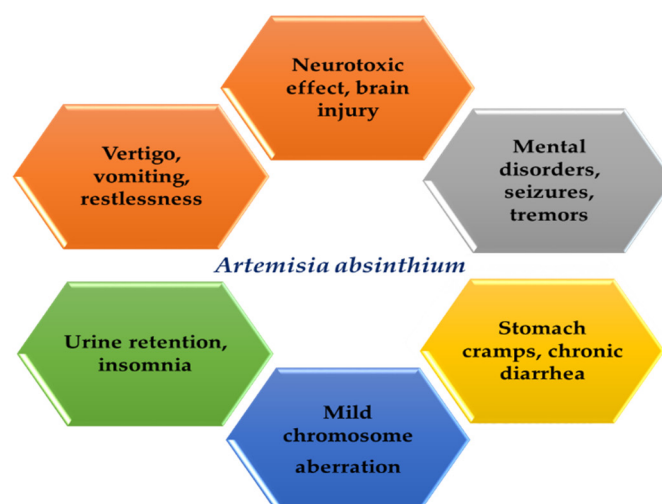 Neurotoxic
effect, brain
injury
Mental
disorders,
seizures,
tremors
Stomach
cramps, chronic
diarrhea
Mild
chromosome
aberration
Urine retention,
insomnia
Vertigo,
vomiting,
restlessness
Artemisia absinthium